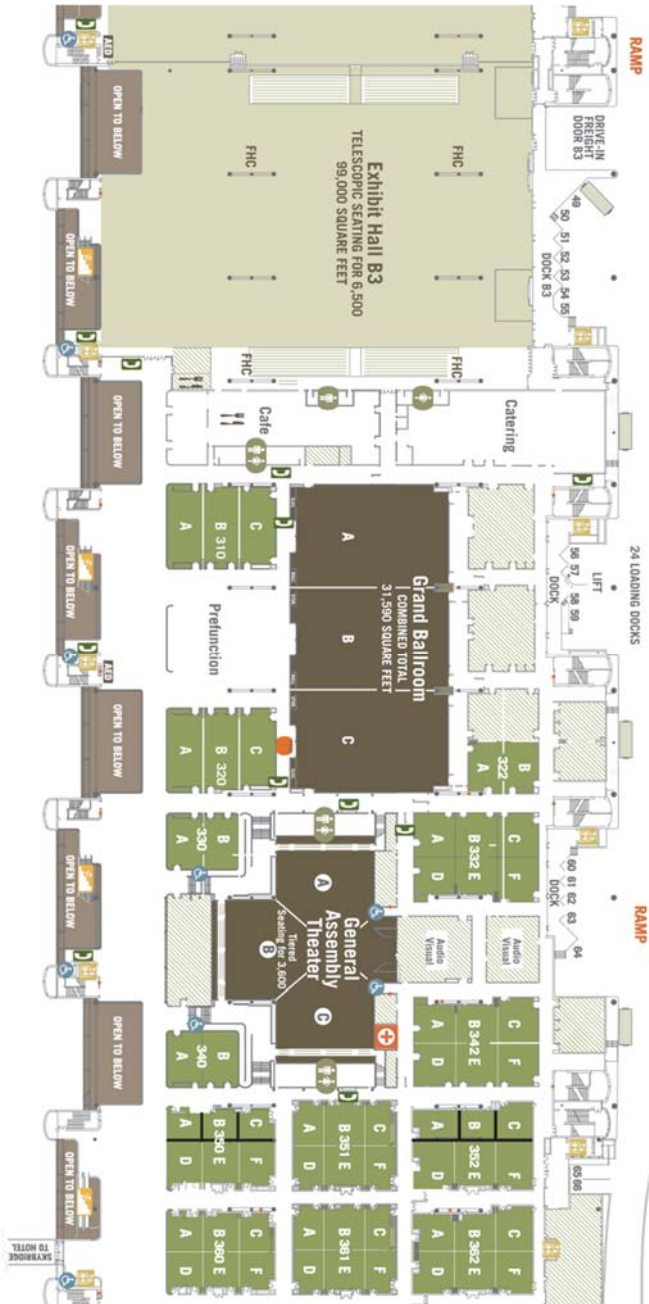 RAMP
AED
OPEN TO BELOW
DRIVE-IN
FREIGHT
DOOR B3
FHC
FHC
Exhibit Hall B3
TELESCOPIC SEATING FOR 6,500
99,000 SQUARE FEET
49
50
51
52
53
54
55
DOCK B3
OPEN TO BELOW
FHC
FHC
OPEN TO BELOW
Cafe
Catering
24 LOADING DOCKS
A
B 310
C
A
Grand Ballroom
COMBINED TOTAL
31,590 SQUARE FEET
B
C
56
57
58
59
LIFT
DOCK
OPEN TO BELOW
Prefunction
AED
OPEN TO BELOW
A
B 320
C
A
B
322
RAMP
A
B
330
A
B 332 E
C
D
F
60
61
62
63
64
DOCK
OPEN TO BELOW
A
General
Assembly
Theater
Tiered
Seating for 3,600
B
C
Audio
Visual
Audio
Visual
OPEN TO BELOW
A
B
340
A
B 342 E
C
D
F
A
B 350 E
C
D
F
A
B 351 E
C
D
F
A
B
C
352 E
D
F
65 66
OPEN TO BELOW
A
B 360 E
C
D
F
A
B 361 E
C
D
F
A
B 362 E
C
D
F
SKYBRIDGE
TO HOTEL